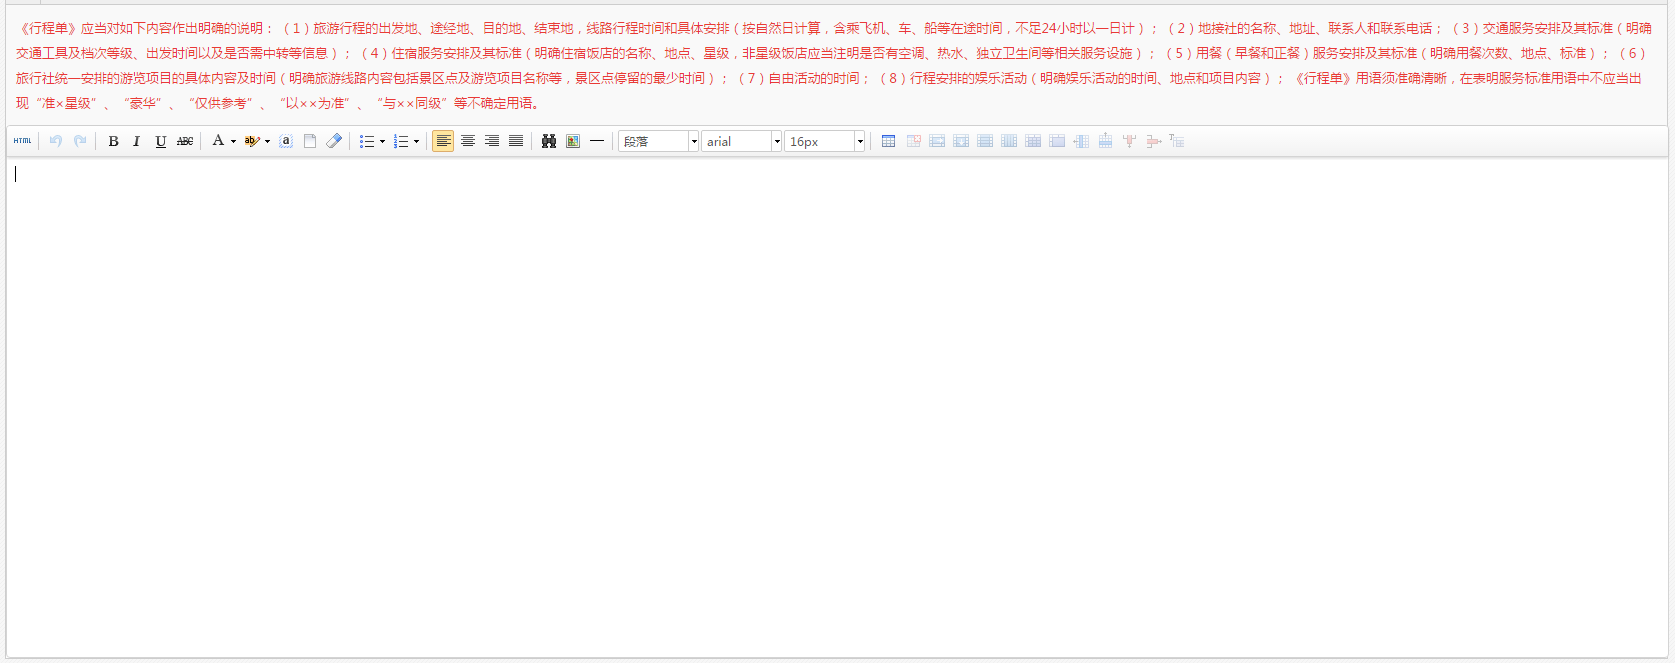 《行程单》应当对如下内容作出明确的说明：（1）旅游行程的出发地、途经地、目的地、结束地，线路行程时间和具体安排（按自然日计算，含乘飞机、车、船等在途时间，不足24小时以一日计）；（2）地接社的名称、地址、联系人和联系电话；（3）交通服务安排及其标准（明确
交通工具及档次等级、出发时间以及是否需中转等信息）；（4）住宿服务安排及其标准（明确住宿饭店的名称、地点、星级，非星级饭店应当注明是否有空调、热水、独立卫生间等相关服务设施）；（5）用餐（早餐和正餐）服务安排及其标准（明确用餐次数、地点、标准）；（6）
旅行社统一安排的游览项目的具体内容及时间（明确旅游线路内容包括景区点及游览项目名称等，景区点停留的最少时间）；（7）自由活动的时间；（8）行程安排的娱乐活动（明确娱乐活动的时间、地点和项目内容）；《行程单》用语须准确清晰，在表明服务标准用语中不应当出
现“准×星级”、“豪华”、“仅供参考”、“以××为准”、“与××同级”等不确定用语。
HTML B I U ABC A ab a 段落 arial 16px T